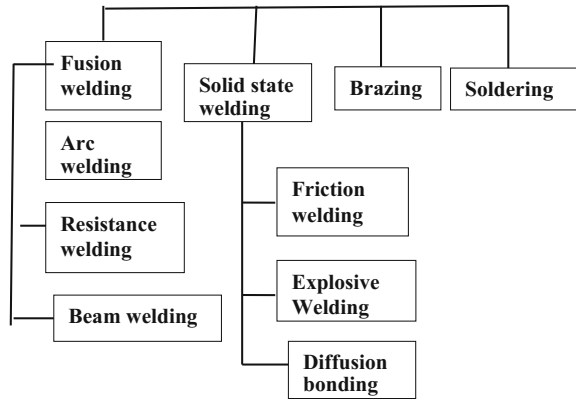 Fusion
welding
Solid state
welding
Brazing
Soldering
Arc
welding
Resistance
welding
Beam welding
Friction
welding
Explosive
Welding
Diffusion
bonding